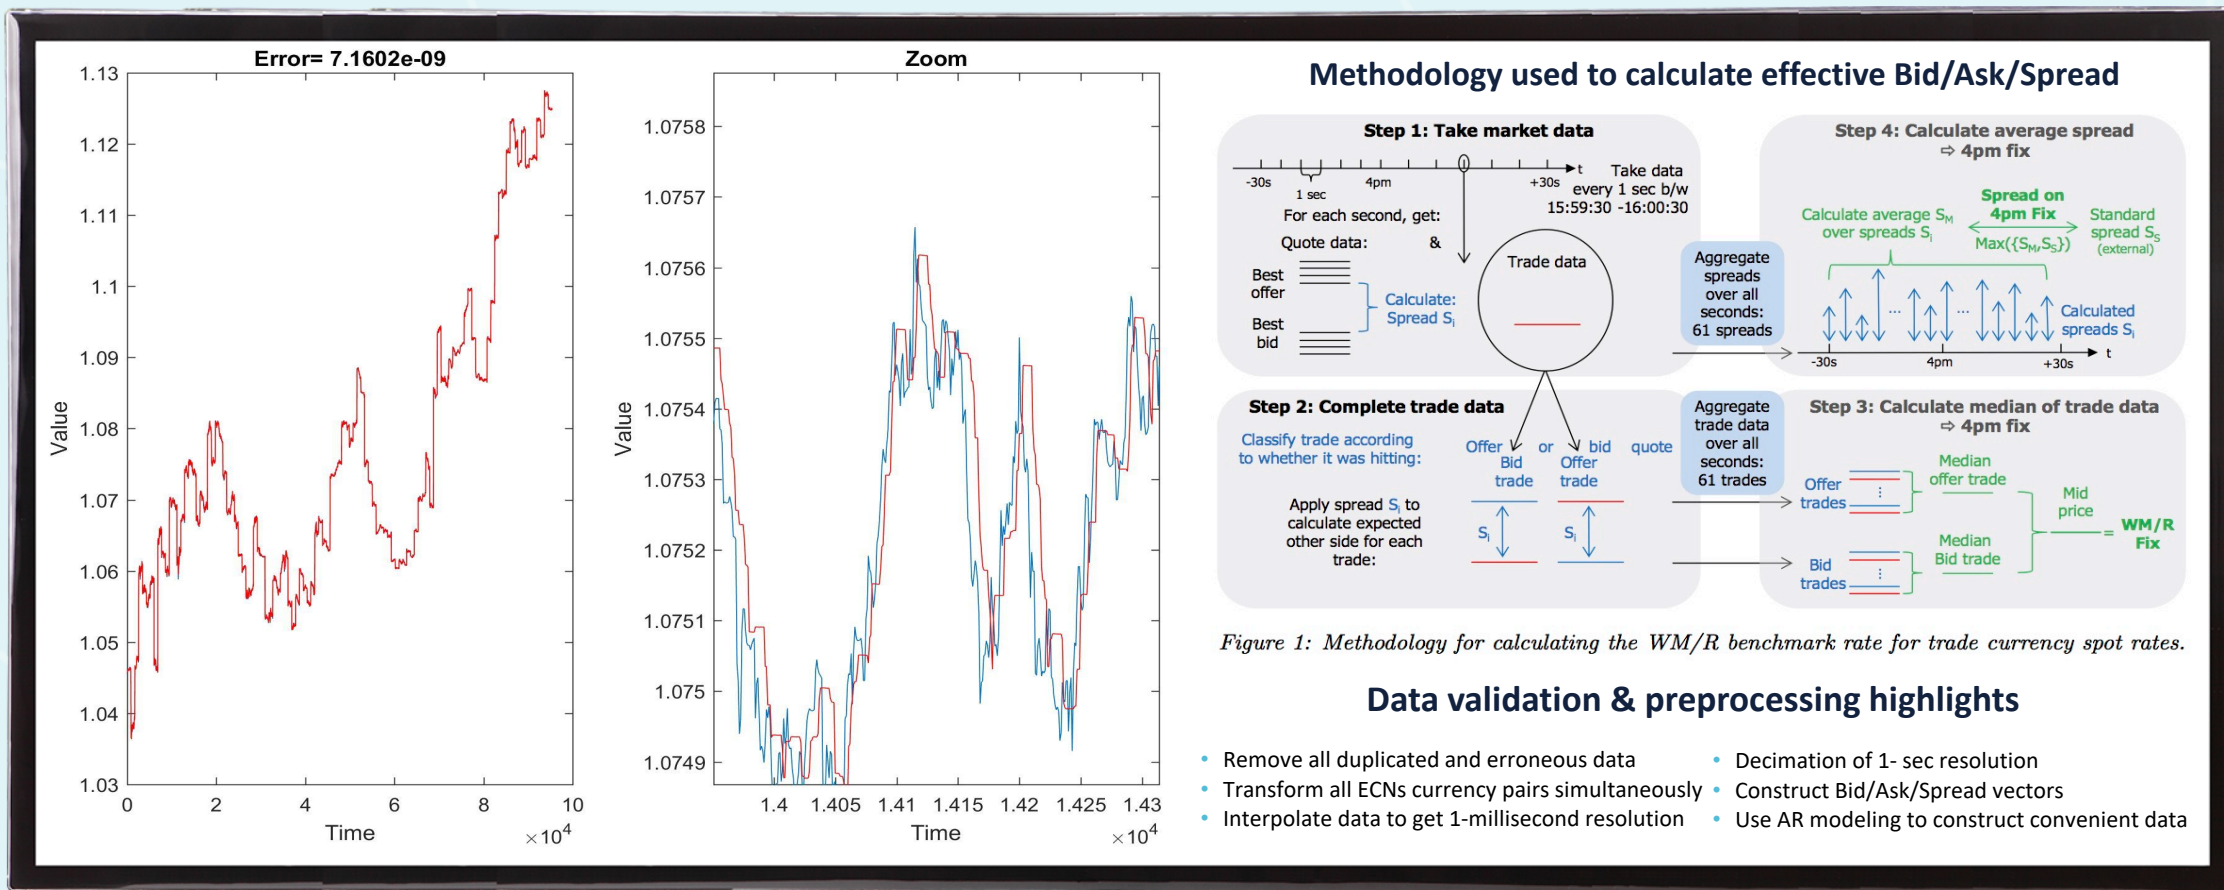 Error= 7.1602e-09
1.13
1.12
1.11
1.1
1.09
1.08
1.07
1.06
1.05
1.04
1.03
Value
0
2
4
6
8
10
Time
×10⁴
Zoom
1.0758
1.0757
1.0756
1.0755
1.0754
1.0753
1.0752
1.0751
1.075
1.0749
Value
1.4
1.405
1.41
1.415
1.42
1.425
1.43
Time
×10⁴
Methodology used to calculate effective Bid/Ask/Spread
Step 1: Take market data
-30s
1 sec
4pm
+30s
t
Take data
every 1 sec b/w
15:59:30 -16:00:30
For each second, get:
Quote data:
&
Best
offer
Best
bid
Calculate:
Spread Sᵢ
Trade data
Aggregate
spreads
over all
seconds:
61 spreads
Step 4: Calculate average spread
⇨ 4pm fix
Calculate average S_M
over spreads Sᵢ
Spread on
4pm Fix
Max({S_M,S_S})
Standard
spread S_S
(external)
...
...
Calculated
spreads Sᵢ
-30s
4pm
+30s
t
Step 2: Complete trade data
Classify trade according
to whether it was hitting:
Offer or bid quote
Bid
trade
Offer
trade
Apply spread Sᵢ to
calculate expected
other side for each
trade:
Sᵢ
Sᵢ
Aggregate
trade data
over all
seconds:
61 trades
Step 3: Calculate median of trade data
⇨ 4pm fix
Offer
trades
Median
offer trade
Bid
trades
Median
Bid trade
Mid
price
= WM/R
Fix
Figure 1: Methodology for calculating the WM/R benchmark rate for trade currency spot rates.
Data validation & preprocessing highlights
• Remove all duplicated and erroneous data
• Transform all ECNs currency pairs simultaneously
• Interpolate data to get 1-millisecond resolution
• Decimation of 1- sec resolution
• Construct Bid/Ask/Spread vectors
• Use AR modeling to construct convenient data